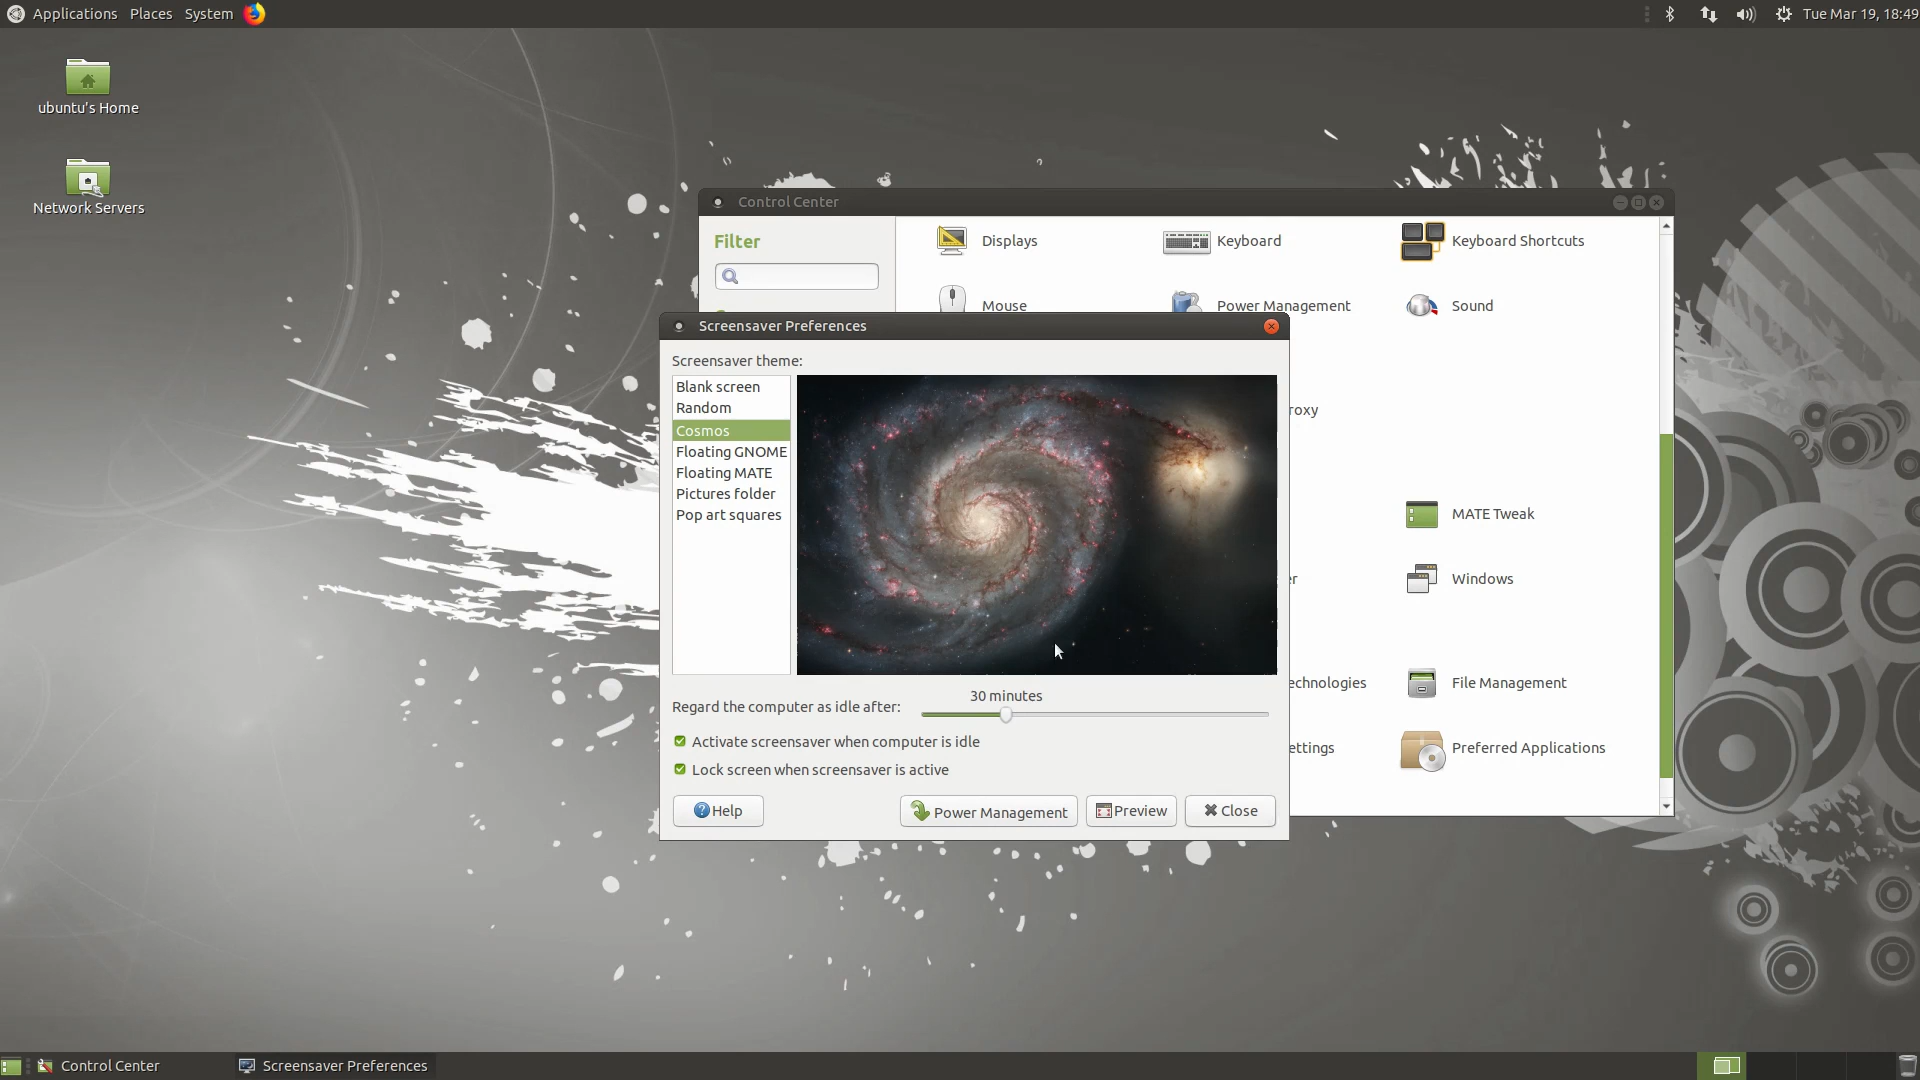 Applications Places System
Tue Mar 19, 18:49
ubuntu's Home
Network Servers
Control Center
Filter
Displays
Keyboard
Keyboard Shortcuts
Mouse
Power Management
Sound
roxy
MATE Tweak
er
Windows
echnologies
File Management
ettings
Preferred Applications
Screensaver Preferences
Screensaver theme:
Blank screen
Random
Cosmos
Floating GNOME
Floating MATE
Pictures folder
Pop art squares
30 minutes
Regard the computer as idle after:
Activate screensaver when computer is idle
Lock screen when screensaver is active
Help
Power Management
Preview
Close
Control Center
Screensaver Preferences